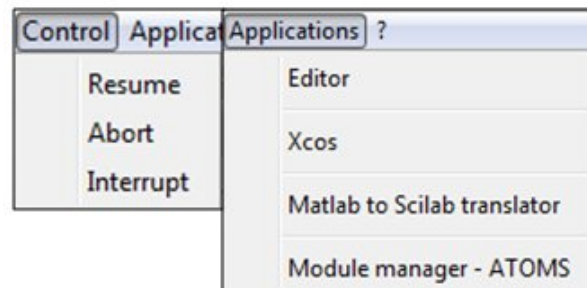 Control Applicat
Resume
Abort
Interrupt
Applications ?
Editor
Xcos
Matlab to Scilab translator
Module manager - ATOMS